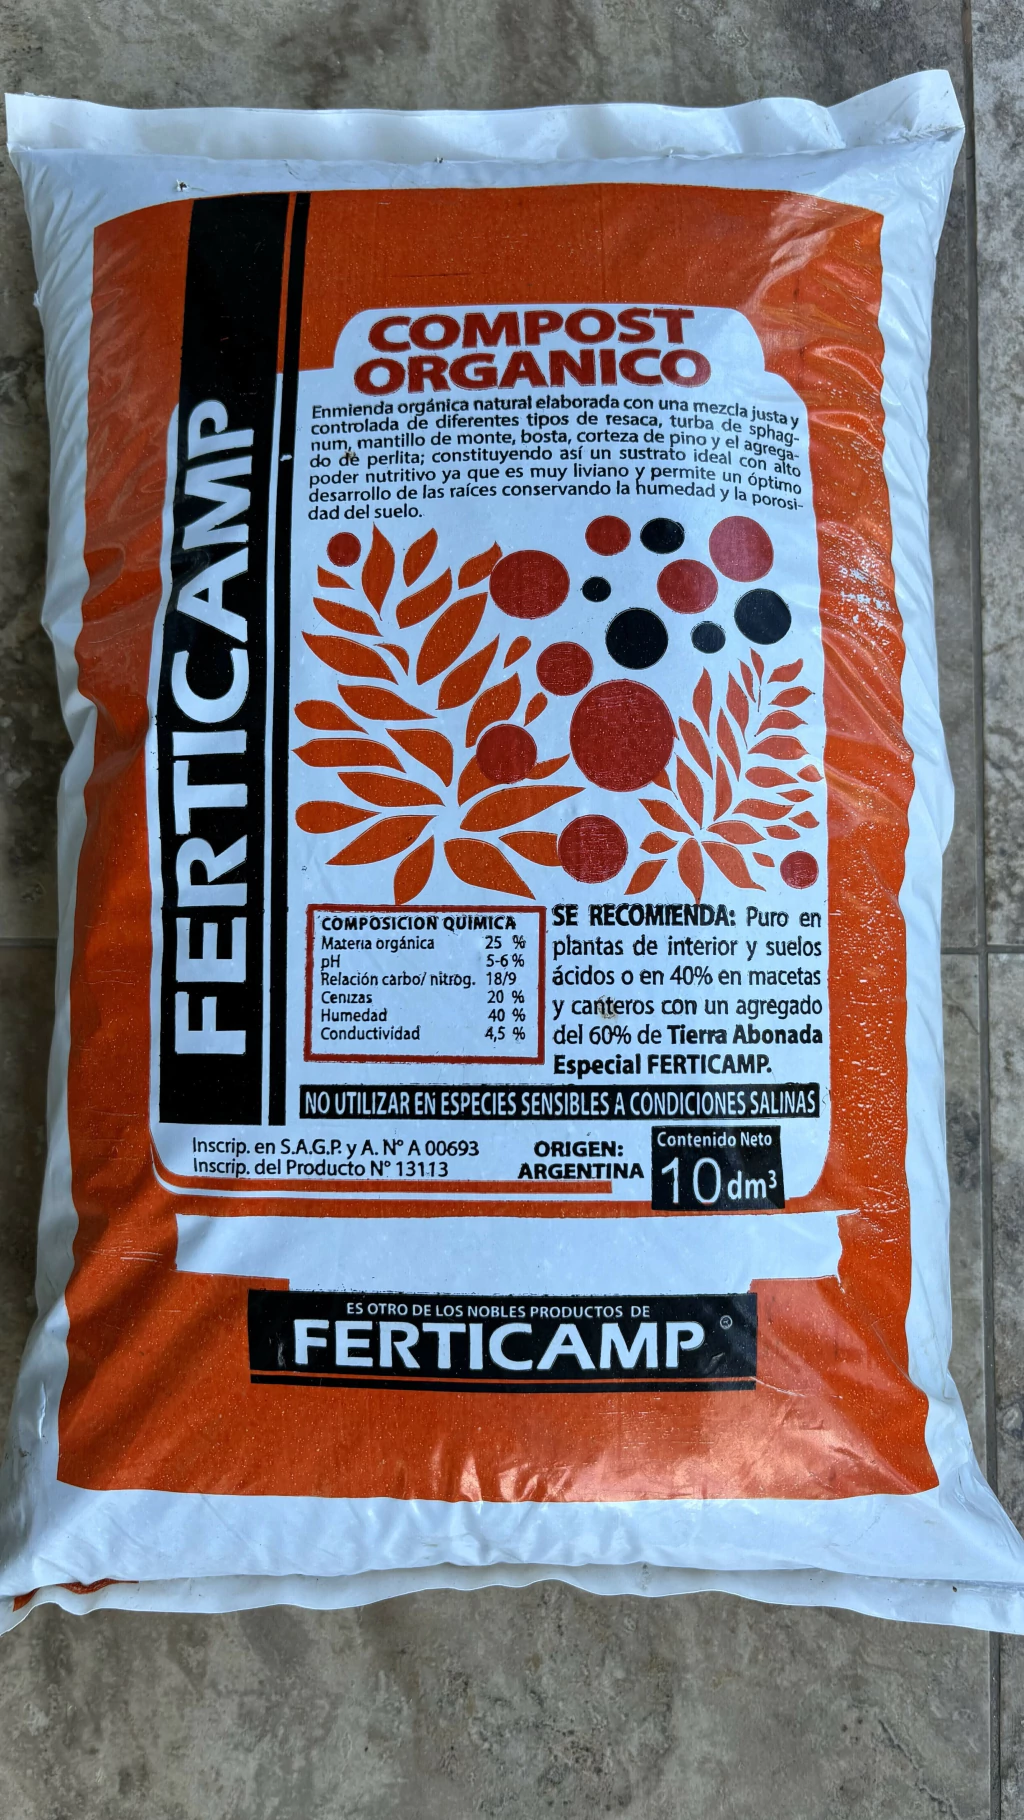 FERTICAMP
COMPOST
ORGANICO
Enmienda orgánica natural elaborada con una mezcla justa y
controlada de diferentes tipos de resaca, turba de sphag-
num, mantillo de monte, bosta, corteza de pino y el agrega-
do de perlita; constituyendo así un sustrato ideal con alto
poder nutritivo ya que es muy liviano y permite un óptimo
desarrollo de las raíces conservando la humedad y la porosi-
dad del suelo.
COMPOSICION QUIMICA
Materia orgánica 25 %
pH 5-6 %
Relación carbo/ nitróg. 18/9
Cenizas 20 %
Humedad 40 %
Conductividad 4,5 %
SE RECOMIENDA: Puro en
plantas de interior y suelos
ácidos o en 40% en macetas
y canteros con un agregado
del 60% de Tierra Abonada
Especial FERTICAMP.
NO UTILIZAR EN ESPECIES SENSIBLES A CONDICIONES SALINAS
Inscrip. en S.A.G.P. y A. N° A 00693
Inscrip. del Producto N° 13113
ORIGEN:
ARGENTINA
Contenido Neto
10 dm³
ES OTRO DE LOS NOBLES PRODUCTOS DE
FERTICAMP ®